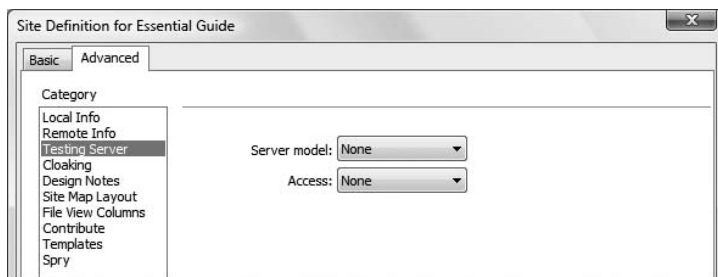 Site Definition for Essential Guide
Basic
Advanced
Category
Local Info
Remote Info
Testing Server
Cloaking
Design Notes
Site Map Layout
File View Columns
Contribute
Templates
Spry
Server model: None
Access: None